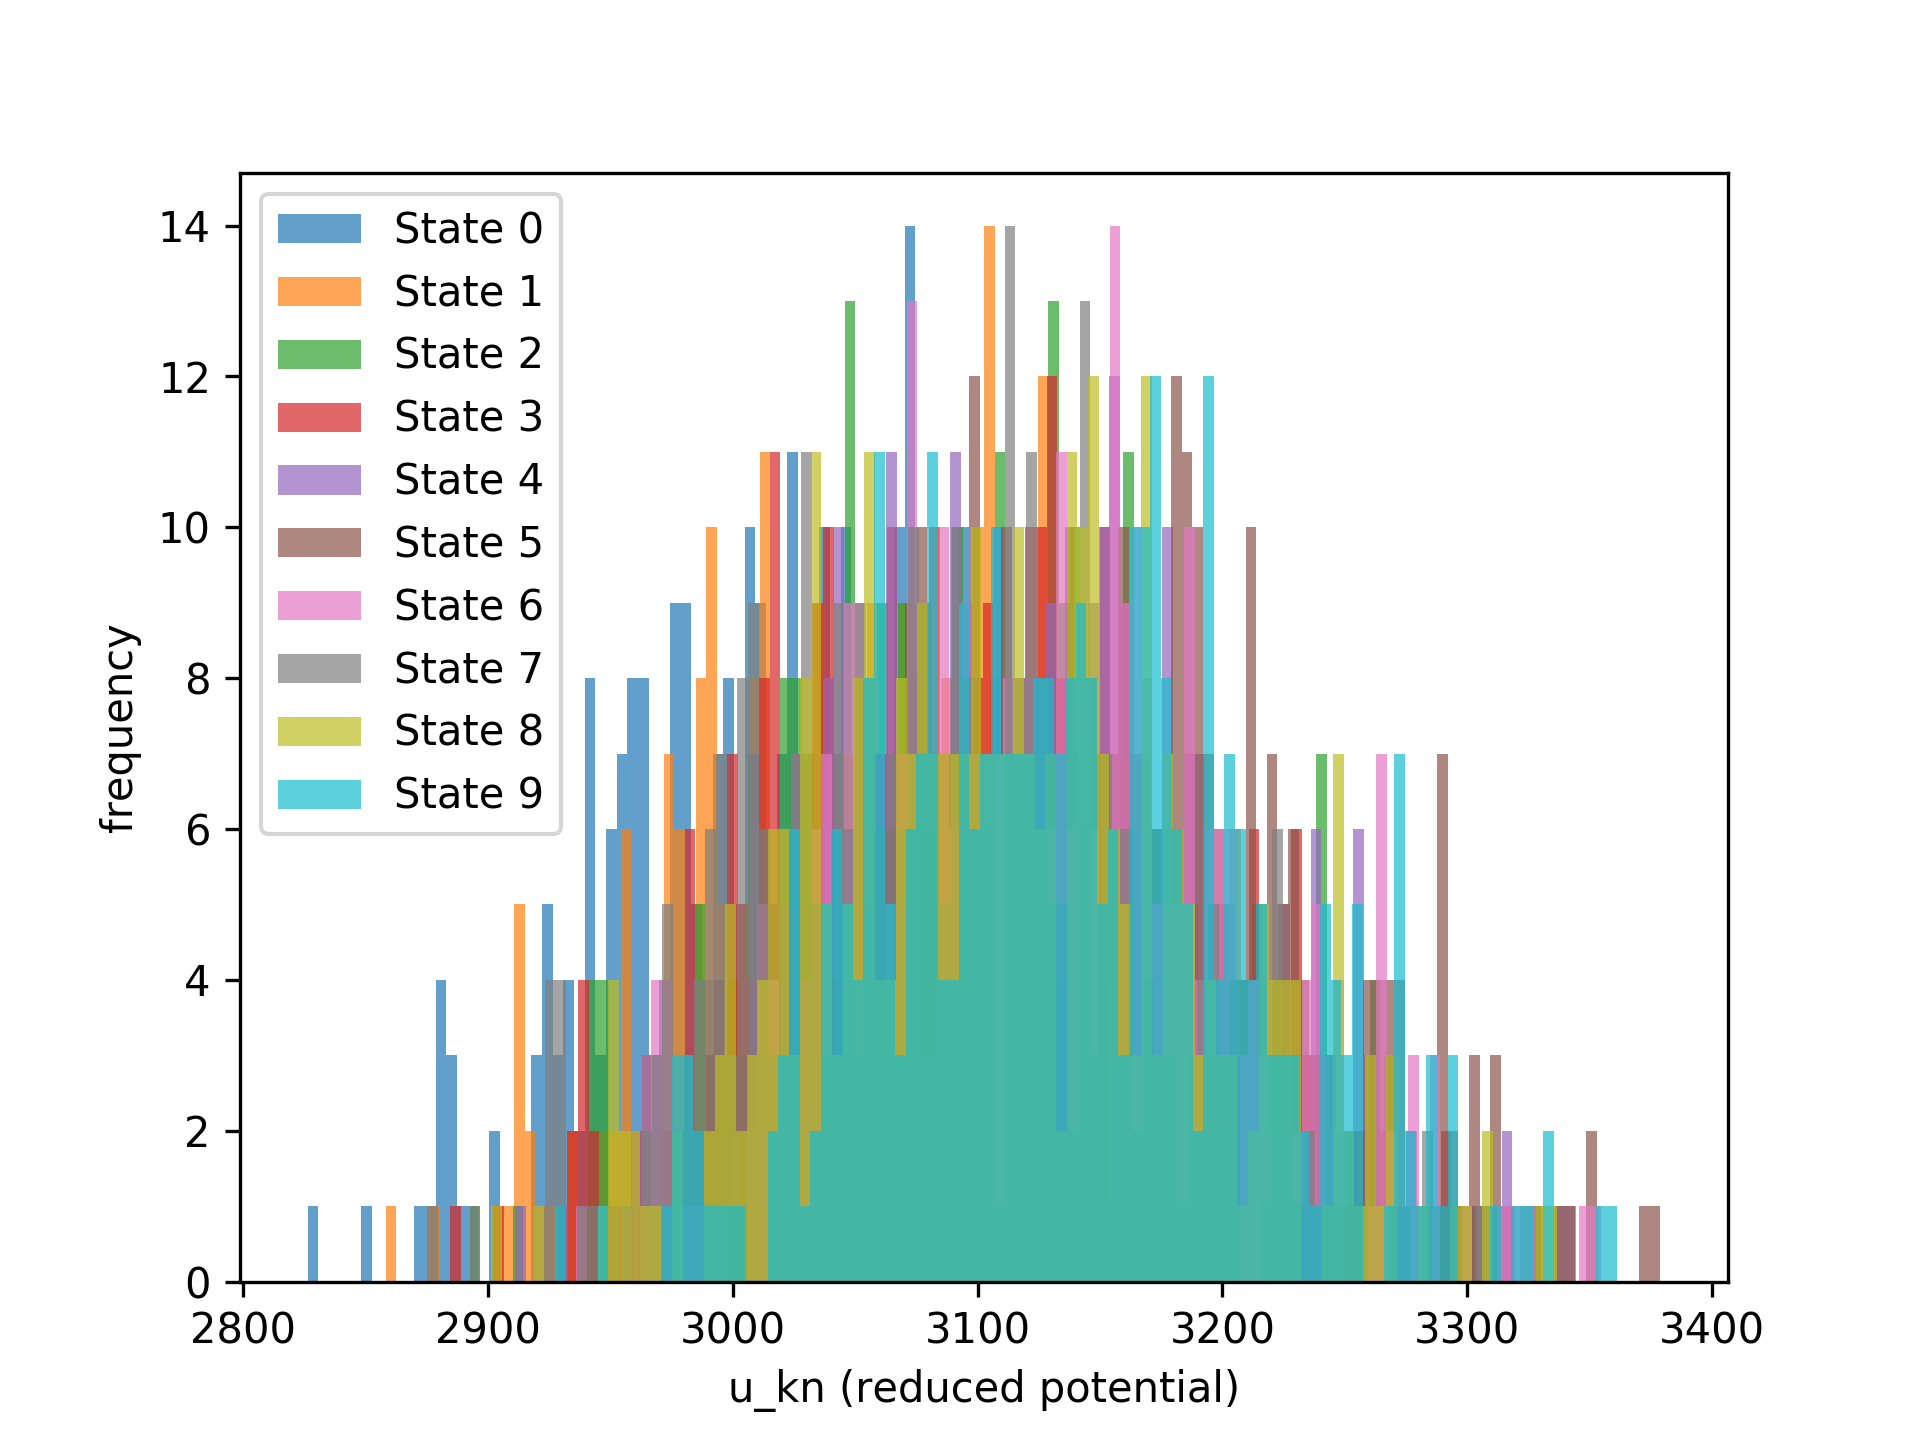 State 0
State 1
State 2
State 3
State 4
State 5
State 6
State 7
State 8
State 9
frequency
14
12
10
8
6
4
2
0
2800 2900 3000 3100 3200 3300 3400
u_kn (reduced potential)